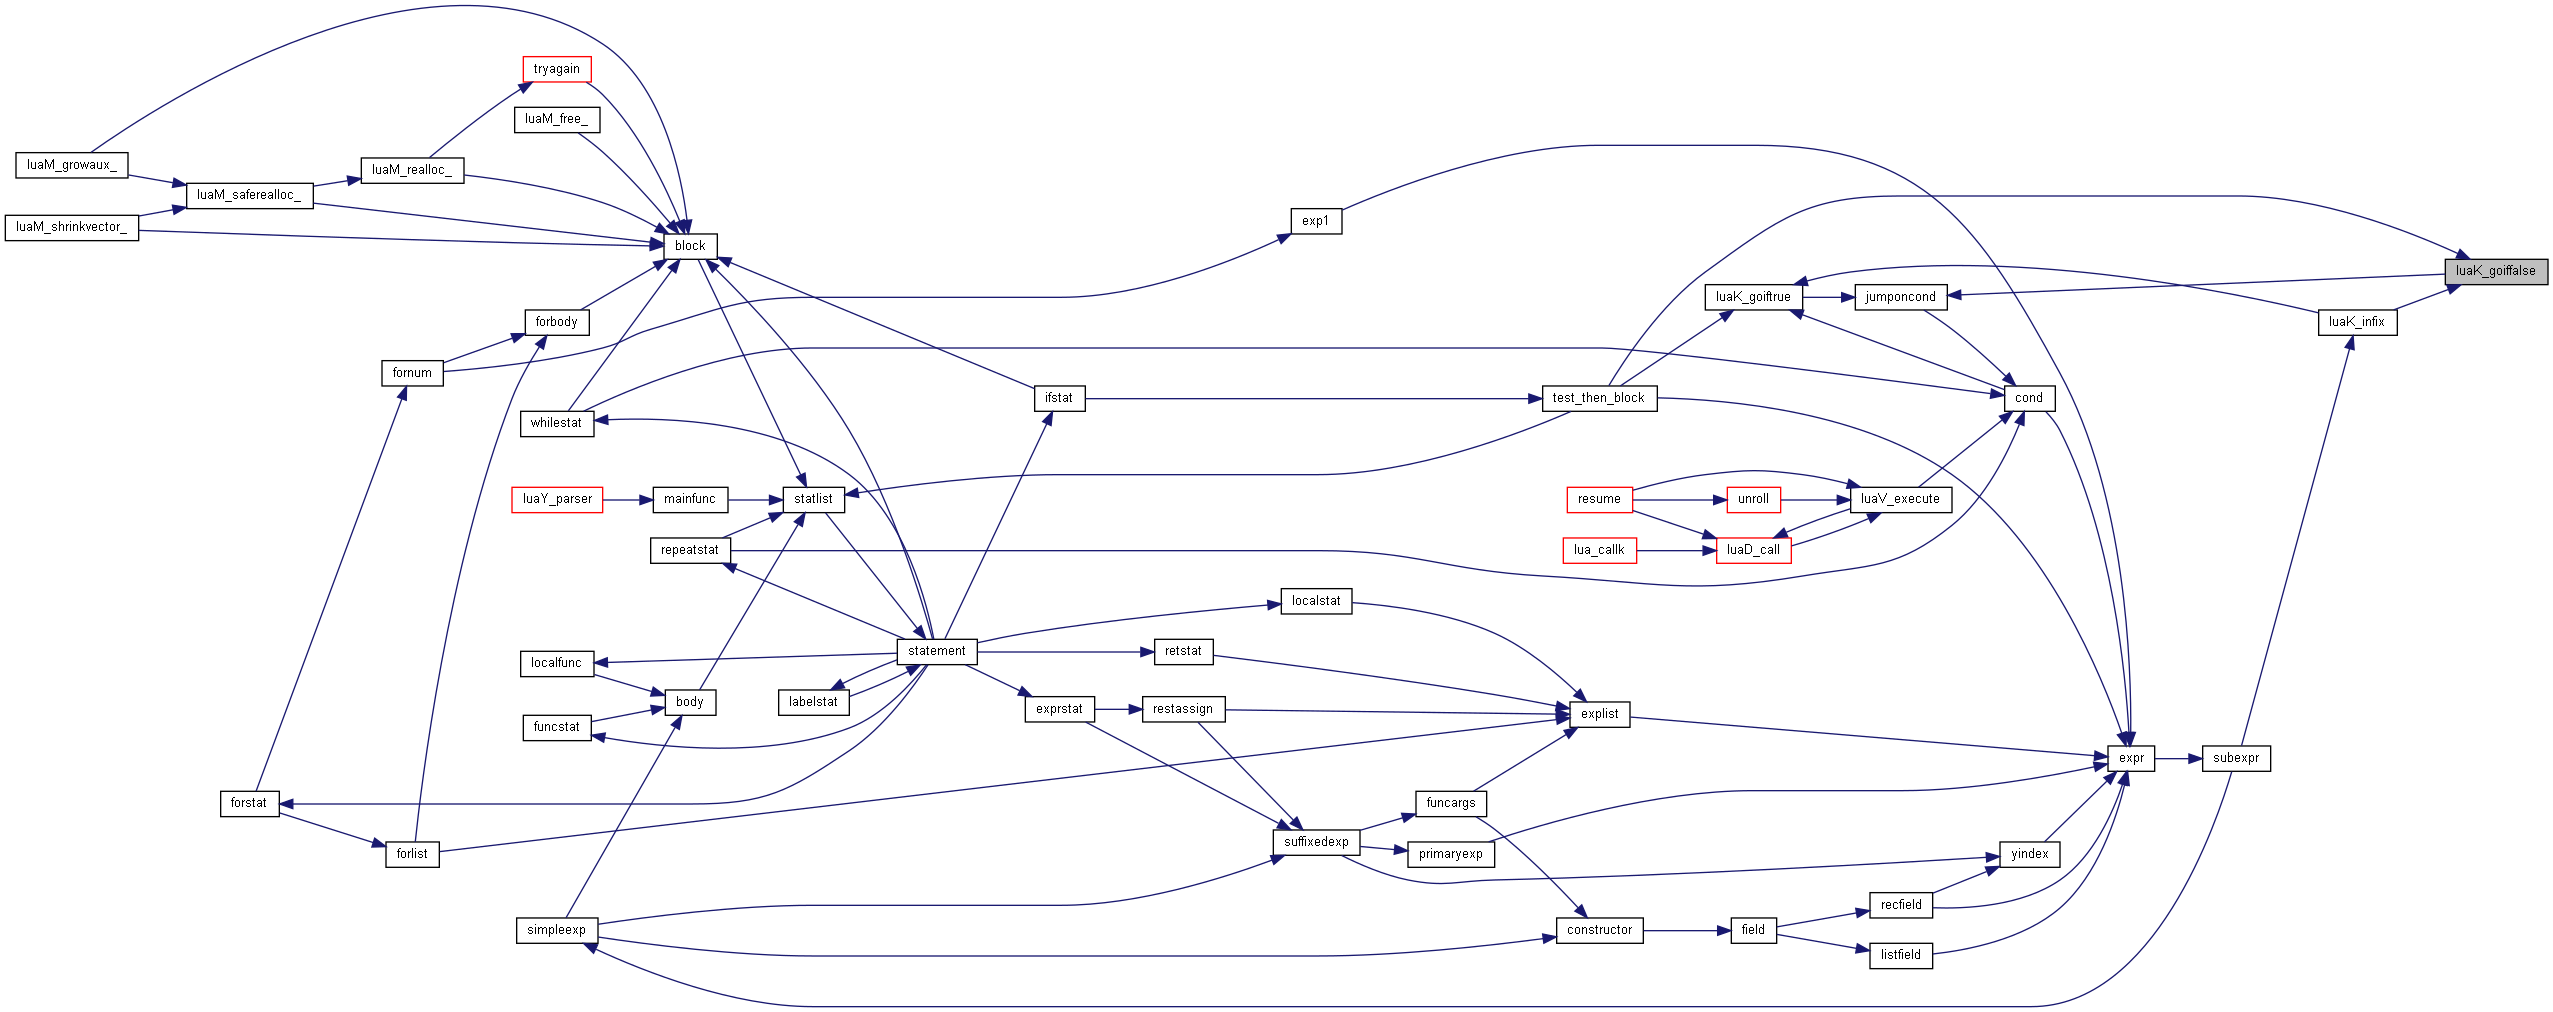 tryagain
luaM_free_
luaM_growaux_
luaM_realloc_
luaM_saferealloc_
luaM_shrinkvector_
exp1
block
luaK_goiffalse
luaK_goiftrue
jumponcond
forbody
luaK_infix
fornum
ifstat
test_then_block
cond
whilestat
luaY_parser
mainfunc
statlist
resume
unroll
luaV_execute
repeatstat
lua_callk
luaD_call
localstat
localfunc
statement
retstat
labelstat
body
exprstat
restassign
explist
funcstat
expr
subexpr
forstat
funcargs
suffixedexp
forlist
primaryexp
yindex
recfield
simpleexp
constructor
field
listfield